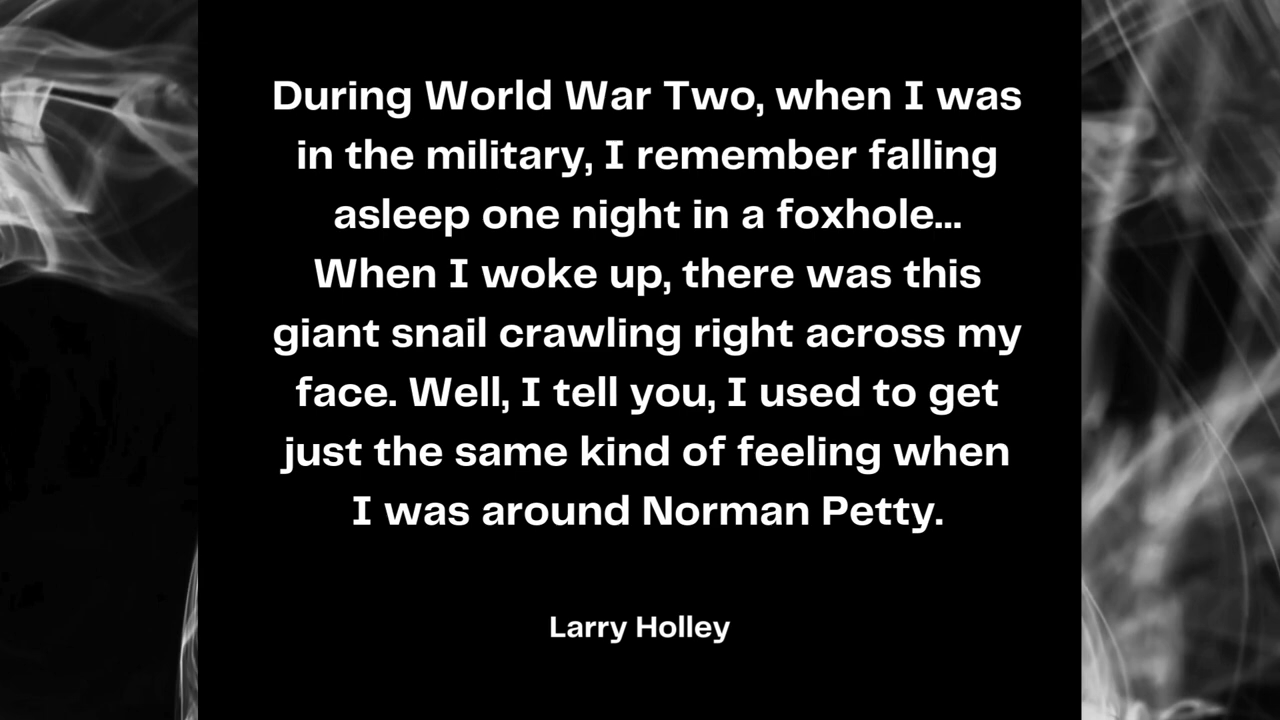 During World War Two, when I was
in the military, I remember falling
asleep one night in a foxhole...
When I woke up, there was this
giant snail crawling right across my
face. Well, I tell you, I used to get
just the same kind of feeling when
I was around Norman Petty.
Larry Holley